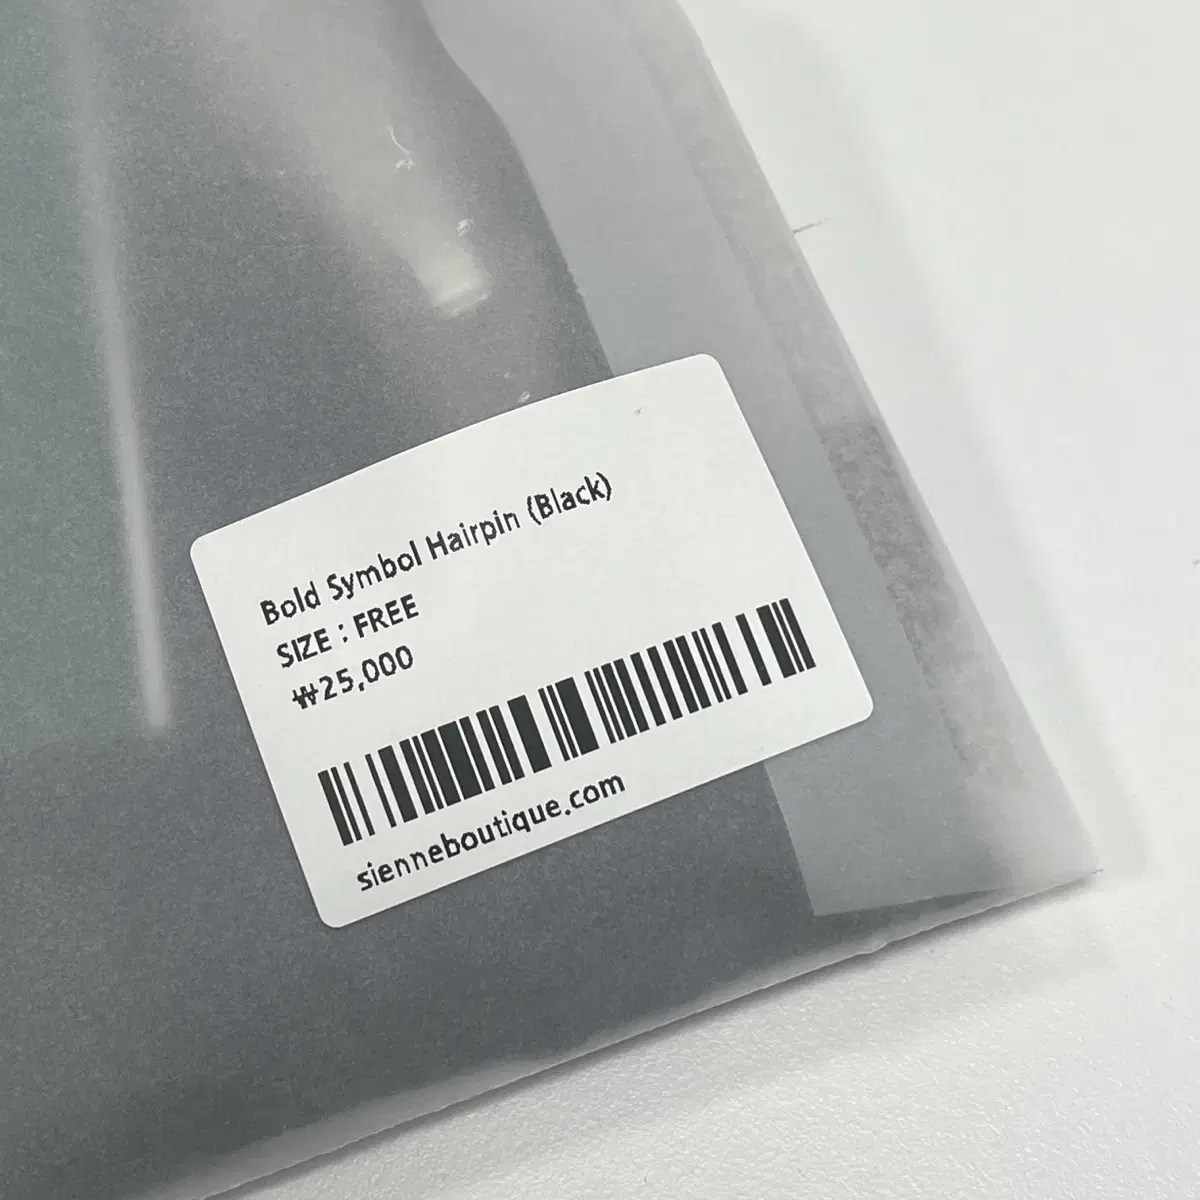 Bold Symbol Hairpin (Black)
SIZE : FREE
₩25,000
sienneboutique.com